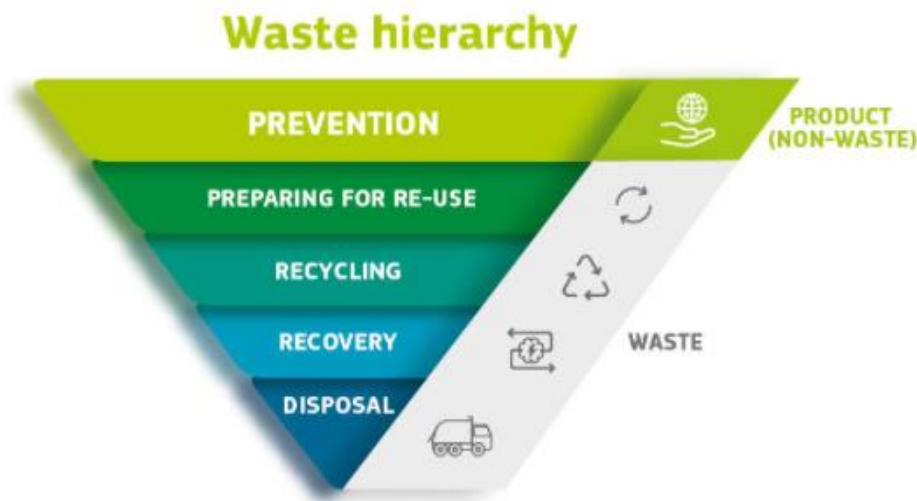 Waste hierarchy
PREVENTION
PRODUCT
(NON-WASTE)
PREPARING FOR RE-USE
RECYCLING
RECOVERY
WASTE
DISPOSAL